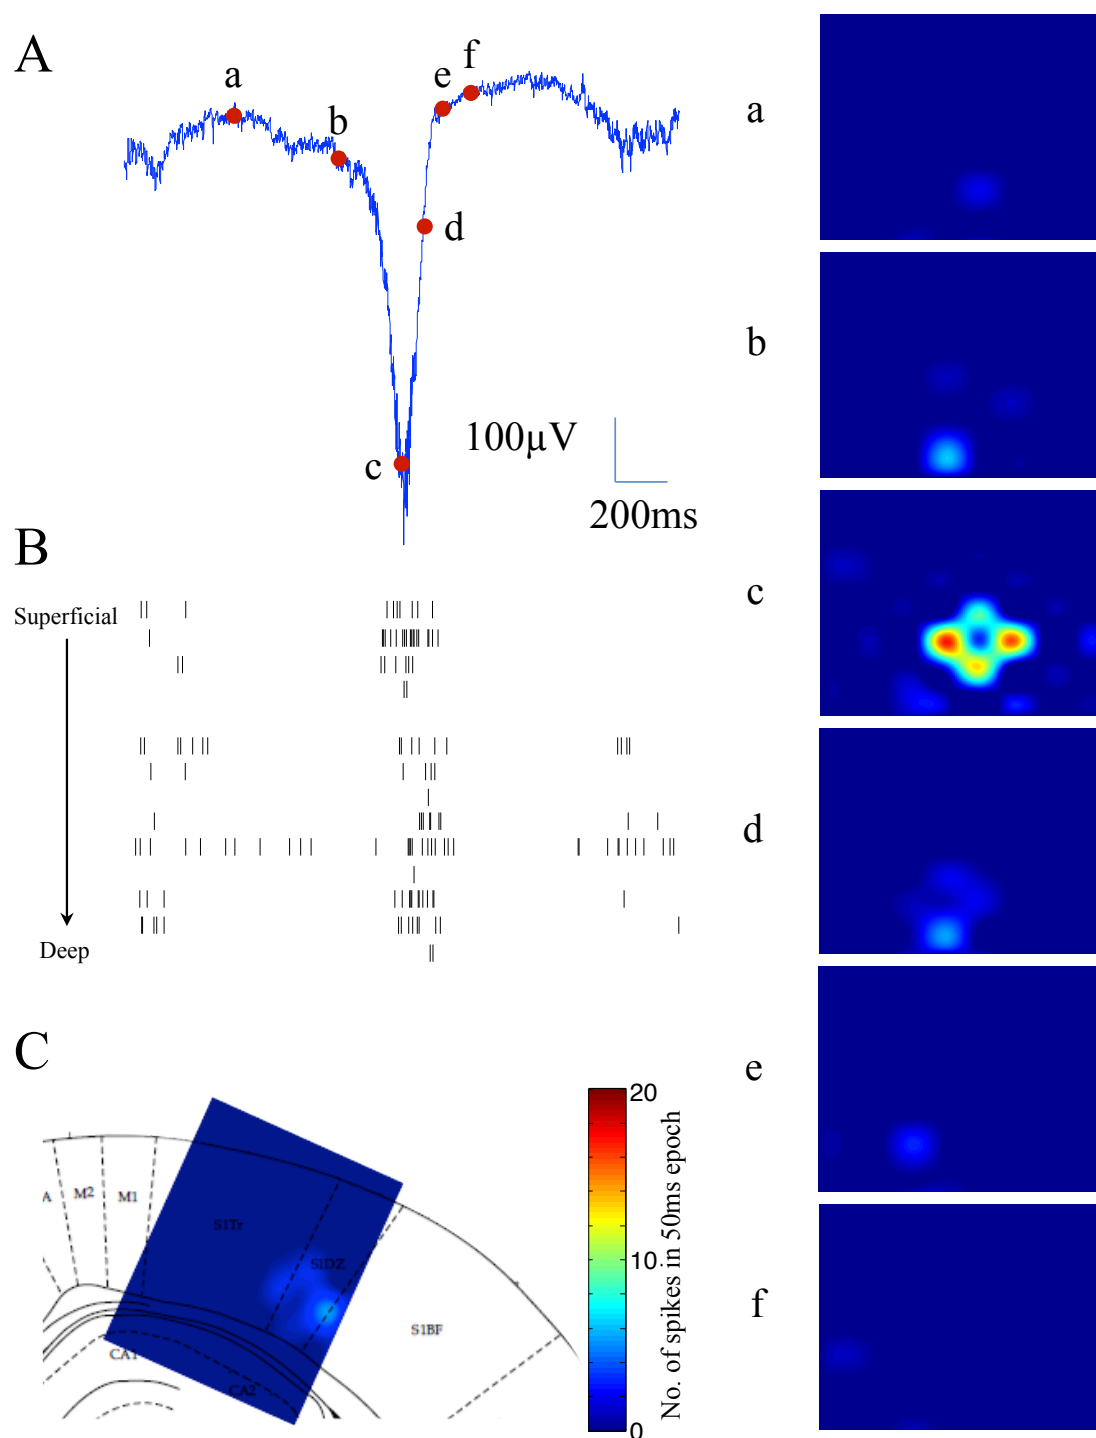 A
a
b
c
d
e
f
100μV
200ms
B
Superficial
Deep
C
A
M2
M1
S1Tr
S1DZ
S1BF
CA1
CA2
20
10
0
No. of spikes in 50ms epoch
a
b
c
d
e
f